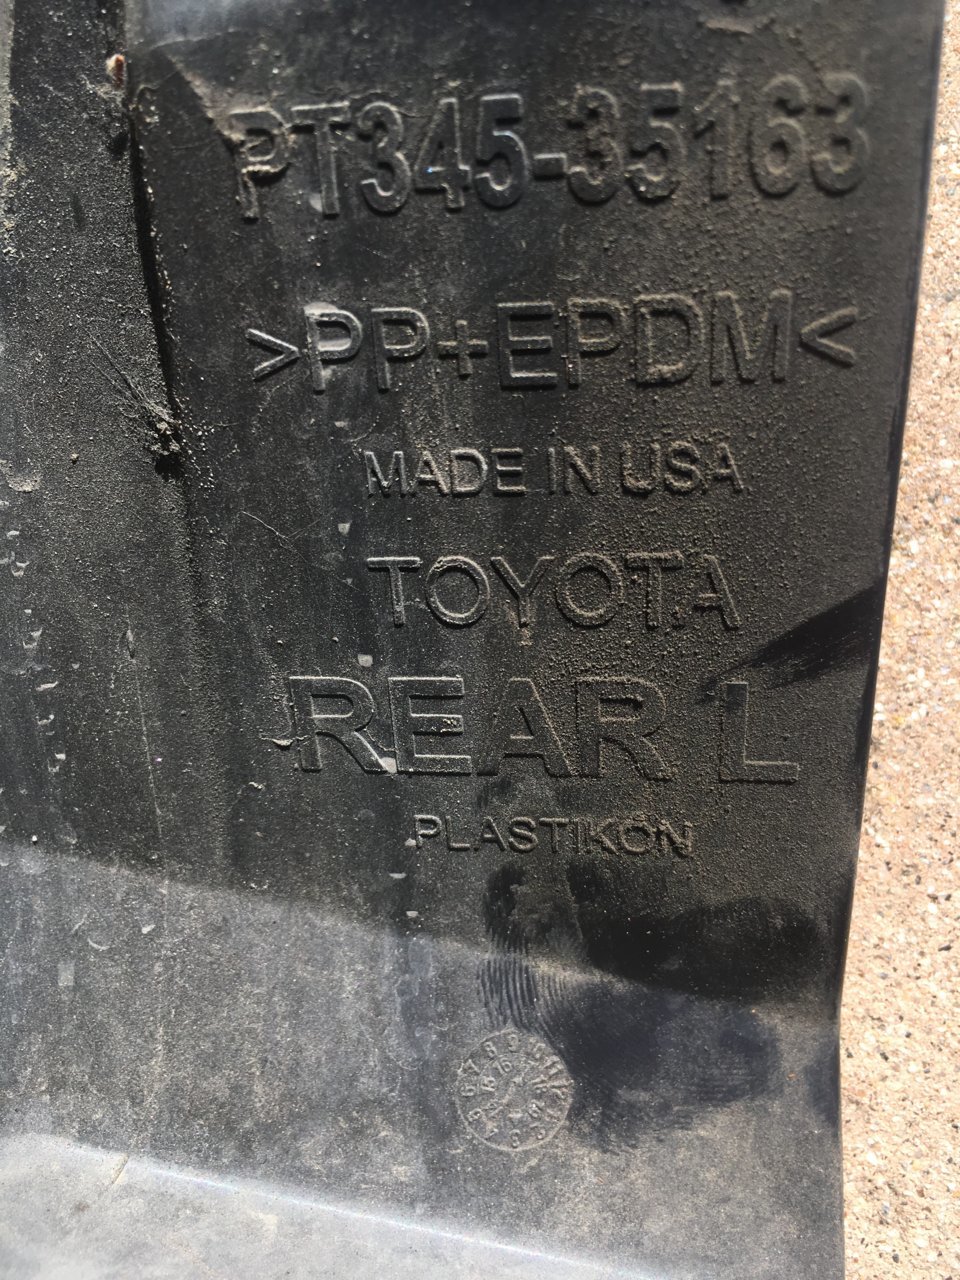 PT345-35163
>PP+EPDM<
MADE IN USA
TOYOTA
REAR L
PLASTIKON